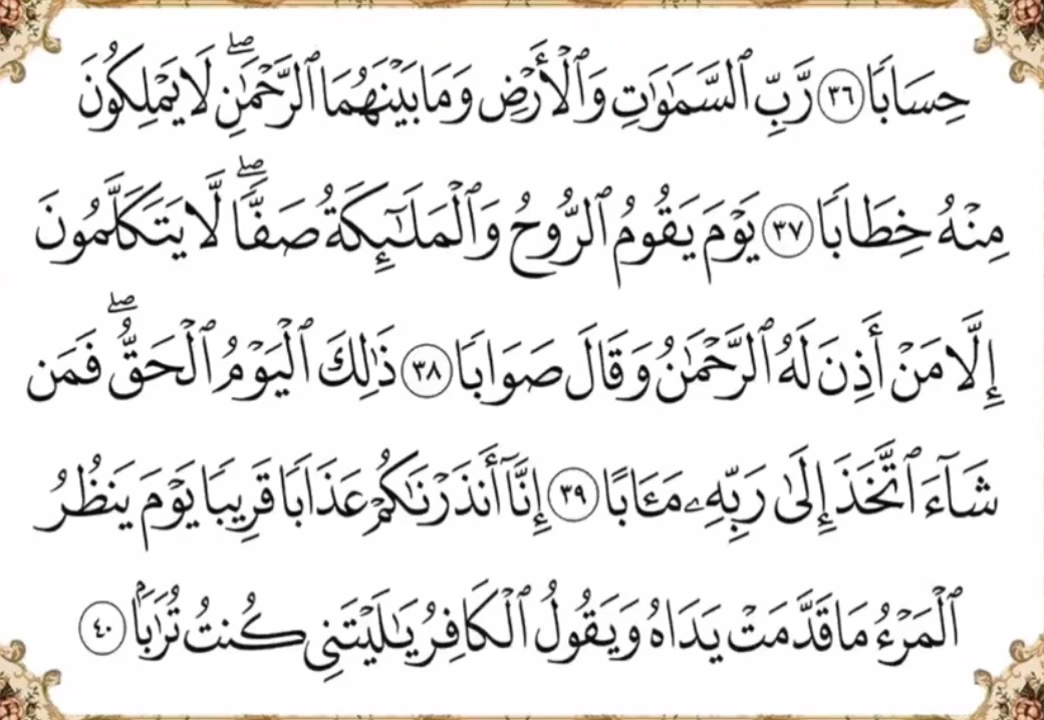 حِسَابٗا ٣٦ رَّبِّ ٱلسَّمَٰوَٰتِ وَٱلۡأَرۡضِ وَمَا بَيۡنَهُمَا ٱلرَّحۡمَٰنِۖ لَا يَمۡلِكُونَ
مِنۡهُ خِطَابٗا ٣٧ يَوۡمَ يَقُومُ ٱلرُّوحُ وَٱلۡمَلَٰٓئِكَةُ صَفّٗاۖ لَّا يَتَكَلَّمُونَ
إِلَّا مَنۡ أَذِنَ لَهُ ٱلرَّحۡمَٰنُ وَقَالَ صَوَابٗا ٣٨ ذَٰلِكَ ٱلۡيَوۡمُ ٱلۡحَقُّۖ فَمَن
شَآءَ ٱتَّخَذَ إِلَىٰ رَبِّهِۦ مَـَٔابًا ٣٩ إِنَّآ أَنذَرۡنَٰكُمۡ عَذَابٗا قَرِيبٗا يَوۡمَ يَنظُرُ
ٱلۡمَرۡءُ مَا قَدَّمَتۡ يَدَاهُ وَيَقُولُ ٱلۡكَافِرُ يَٰلَيۡتَنِي كُنتُ تُرَٰبَۢا ٤٠